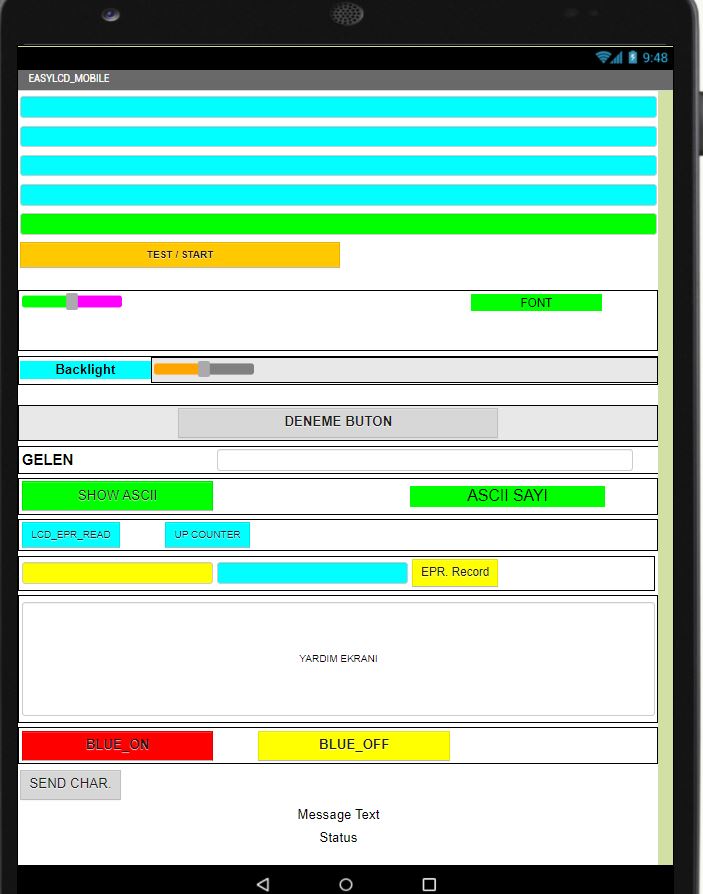 9:48
EASYLCD_MOBILE
TEST / START
FONT
Backlight
DENEME BUTON
GELEN
SHOW ASCII
ASCII SAYI
LCD_EPR_READ
UP COUNTER
EPR. Record
YARDIM EKRANI
BLUE_ON
BLUE_OFF
SEND CHAR.
Message Text
Status